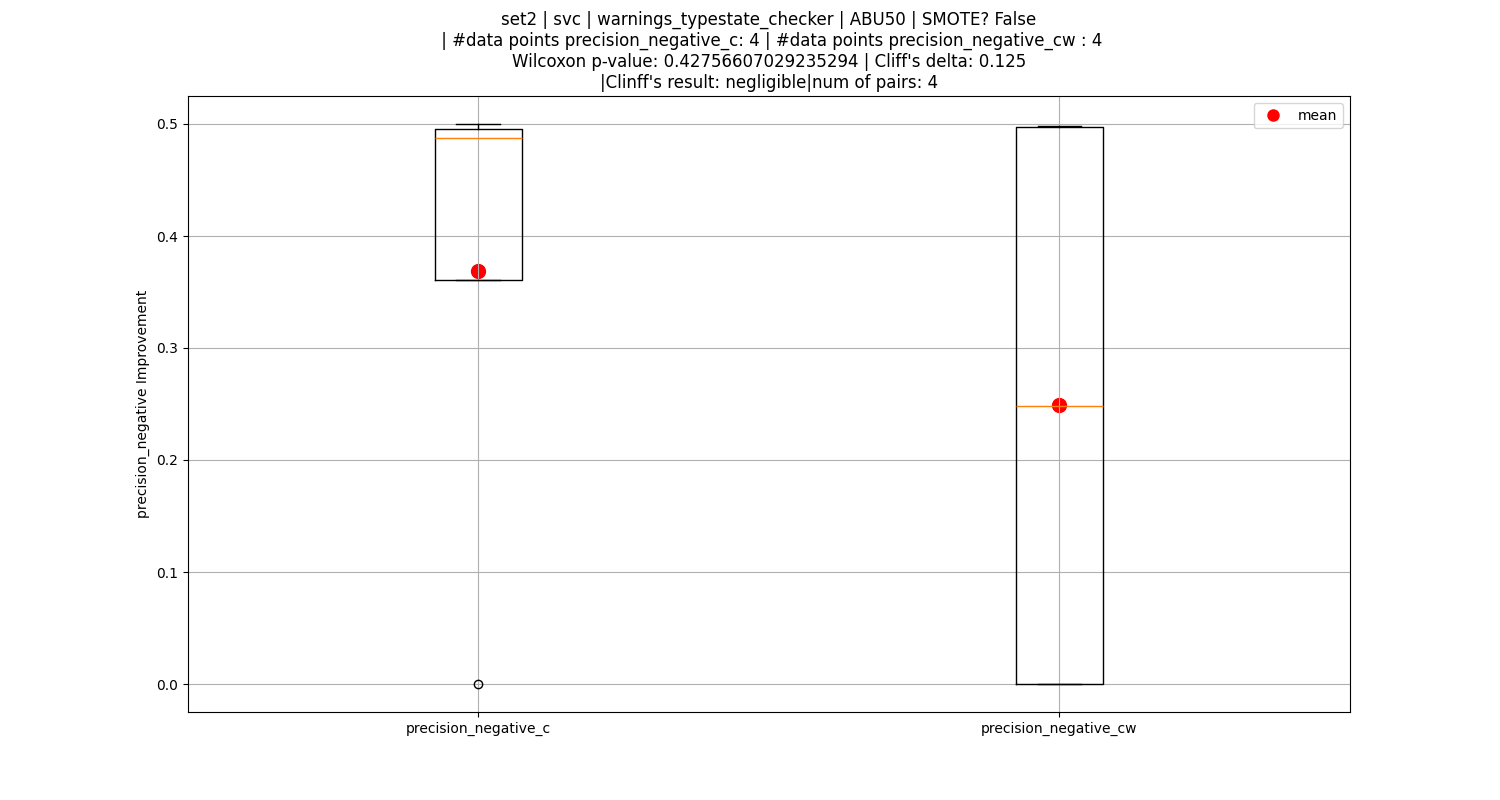 set2 | svc | warnings_typestate_checker | ABU50 | SMOTE? False
| #data points precision_negative_c: 4 | #data points precision_negative_cw : 4
Wilcoxon p-value: 0.42756607029235294 | Cliff's delta: 0.125
|Clinff's result: negligible|num of pairs: 4
mean
0.5
0.4
0.3
0.2
0.1
0.0
precision_negative Improvement
precision_negative_c
precision_negative_cw